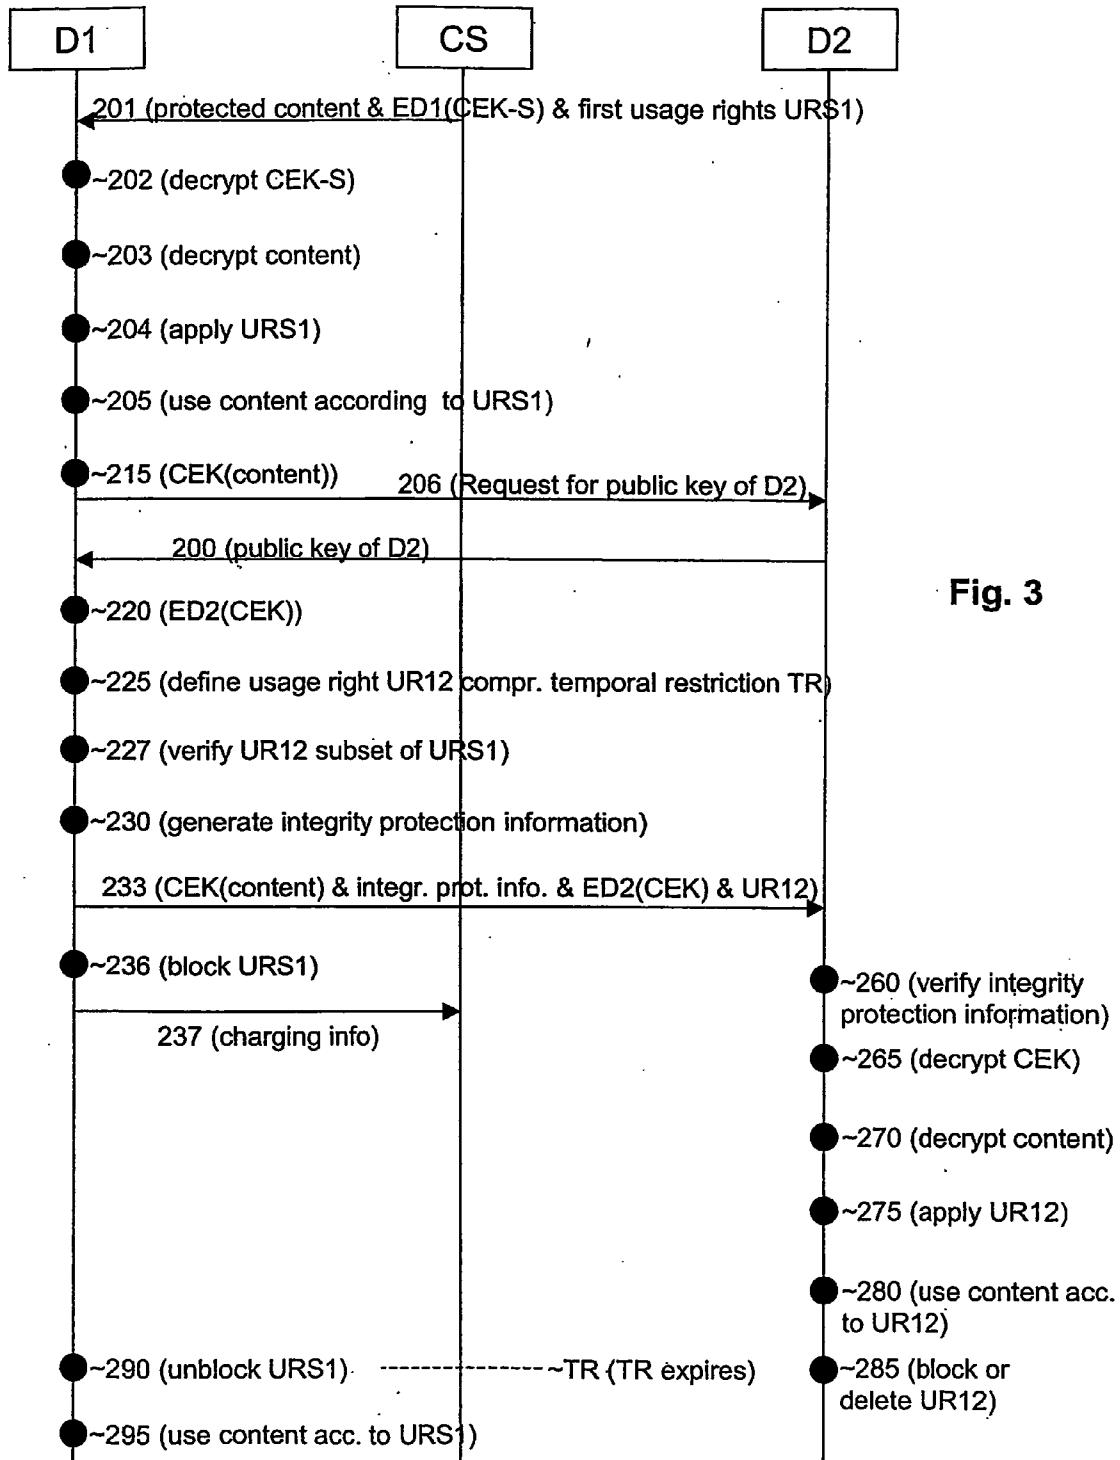 D1
CS
D2
201 (protected content & ED1(CEK-S) & first usage rights URS1)
~202 (decrypt CEK-S)
~203 (decrypt content)
~204 (apply URS1)
~205 (use content according to URS1)
~215 (CEK(content))
206 (Request for public key of D2)
200 (public key of D2)
Fig. 3
~220 (ED2(CEK))
~225 (define usage right UR12 compr. temporal restriction TR)
~227 (verify UR12 subset of URS1)
~230 (generate integrity protection information)
233 (CEK(content) & integr. prot. info. & ED2(CEK) & UR12)
~236 (block URS1)
~260 (verify integrity
protection information)
237 (charging info)
~265 (decrypt CEK)
~270 (decrypt content)
~275 (apply UR12)
~280 (use content acc.
to UR12)
~290 (unblock URS1) ---------------- ~TR (TR expires)
~285 (block or
delete UR12)
~295 (use content acc. to URS1)